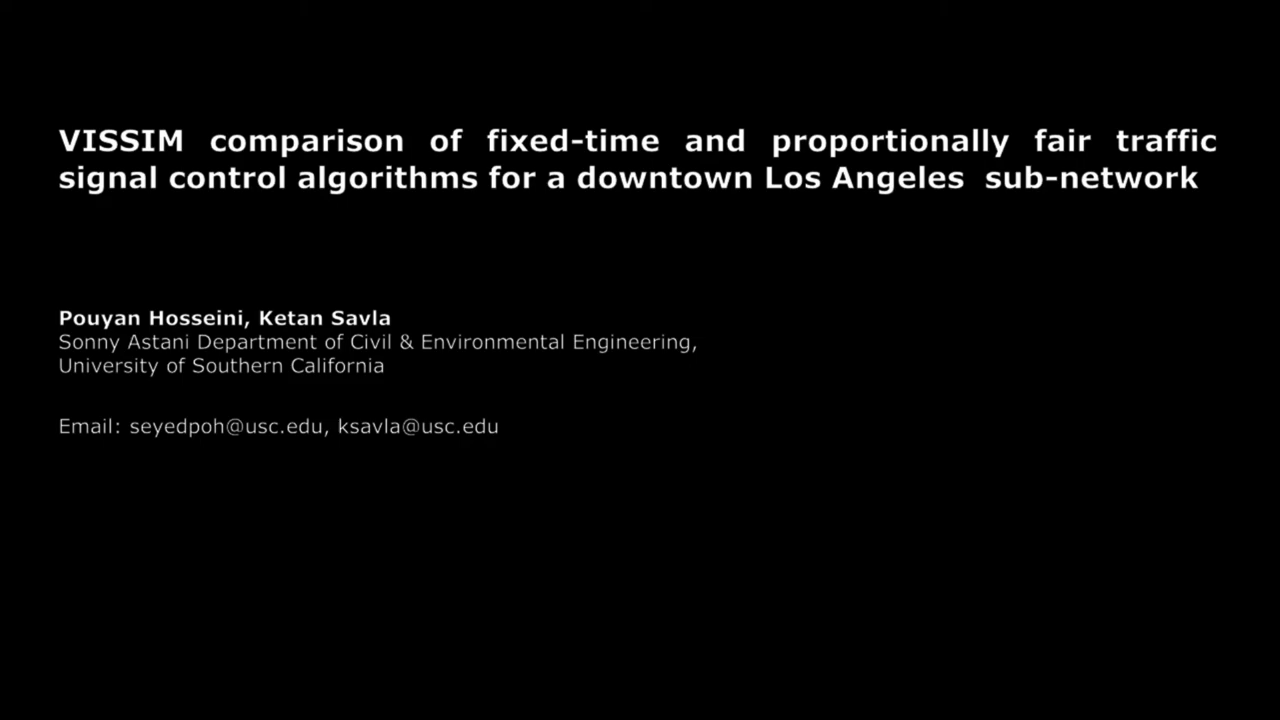 VISSIM comparison of fixed-time and proportionally fair traffic
signal control algorithms for a downtown Los Angeles sub-network
Pouyan Hosseini, Ketan Savla
Sonny Astani Department of Civil & Environmental Engineering,
University of Southern California
Email: seyedpoh@usc.edu, ksavla@usc.edu